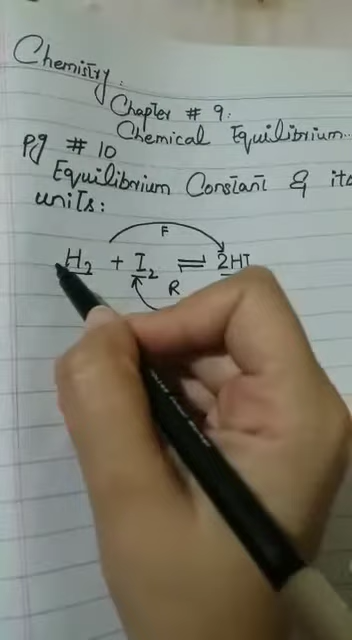 Chemistry.
Chapter # 9.
Chemical Equilibrium..
Pg # 10
Equilibrium Constant & its
units:
F
H₂ + I₂ ⇌ 2HI
R